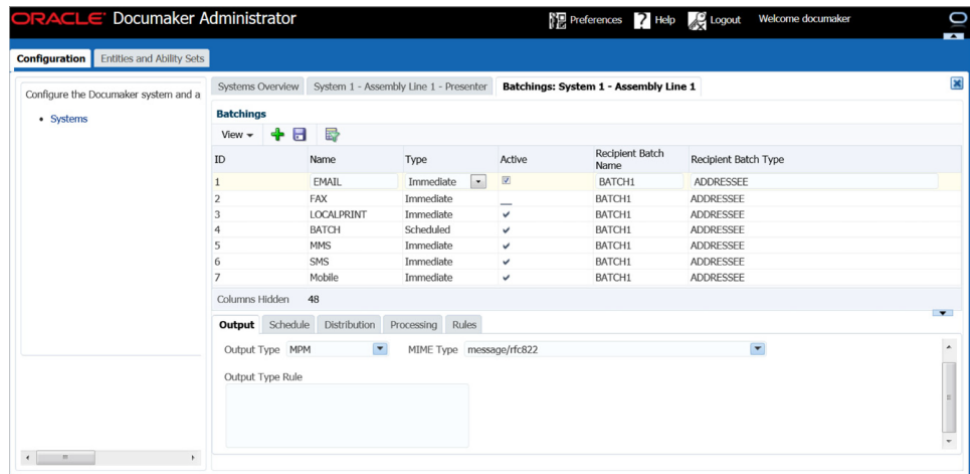 ORACLE Documaker Administrator
Preferences Help Logout Welcome documaker
Configuration Entities and Ability Sets
Configure the Documaker system and a
Systems
Systems Overview System 1 - Assembly Line 1 - Presenter Batchings: System 1 - Assembly Line 1
Batchings
View
ID Name Type Active Recipient Batch Name Recipient Batch Type
1 EMAIL Immediate BATCH1 ADDRESSEE
2 FAX Immediate BATCH1 ADDRESSEE
3 LOCALPRINT Immediate BATCH1 ADDRESSEE
4 BATCH Scheduled BATCH1 ADDRESSEE
5 MMS Immediate BATCH1 ADDRESSEE
6 SMS Immediate BATCH1 ADDRESSEE
7 Mobile Immediate BATCH1 ADDRESSEE
Columns Hidden 48
Output Schedule Distribution Processing Rules
Output Type MPM MIME Type message/rfc822
Output Type Rule